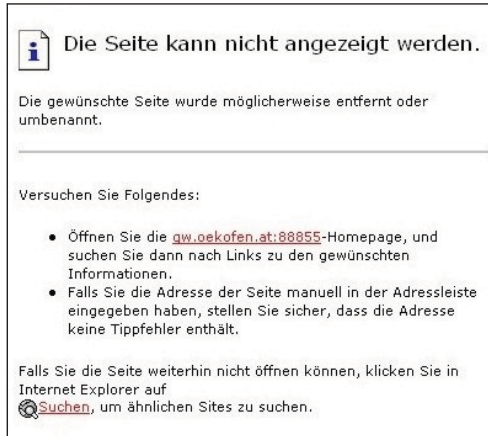 Die Seite kann nicht angezeigt werden.
Die gewünschte Seite wurde möglicherweise entfernt oder
umbenannt.
Versuchen Sie Folgendes:
● Öffnen Sie die gw.oekofen.at:88855-Homepage, und
suchen Sie dann nach Links zu den gewünschten
Informationen.
● Falls Sie die Adresse der Seite manuell in der Adressleiste
eingegeben haben, stellen Sie sicher, dass die Adresse
keine Tippfehler enthält.
Falls Sie die Seite weiterhin nicht öffnen können, klicken Sie in
Internet Explorer auf
Suchen, um ähnlichen Sites zu suchen.